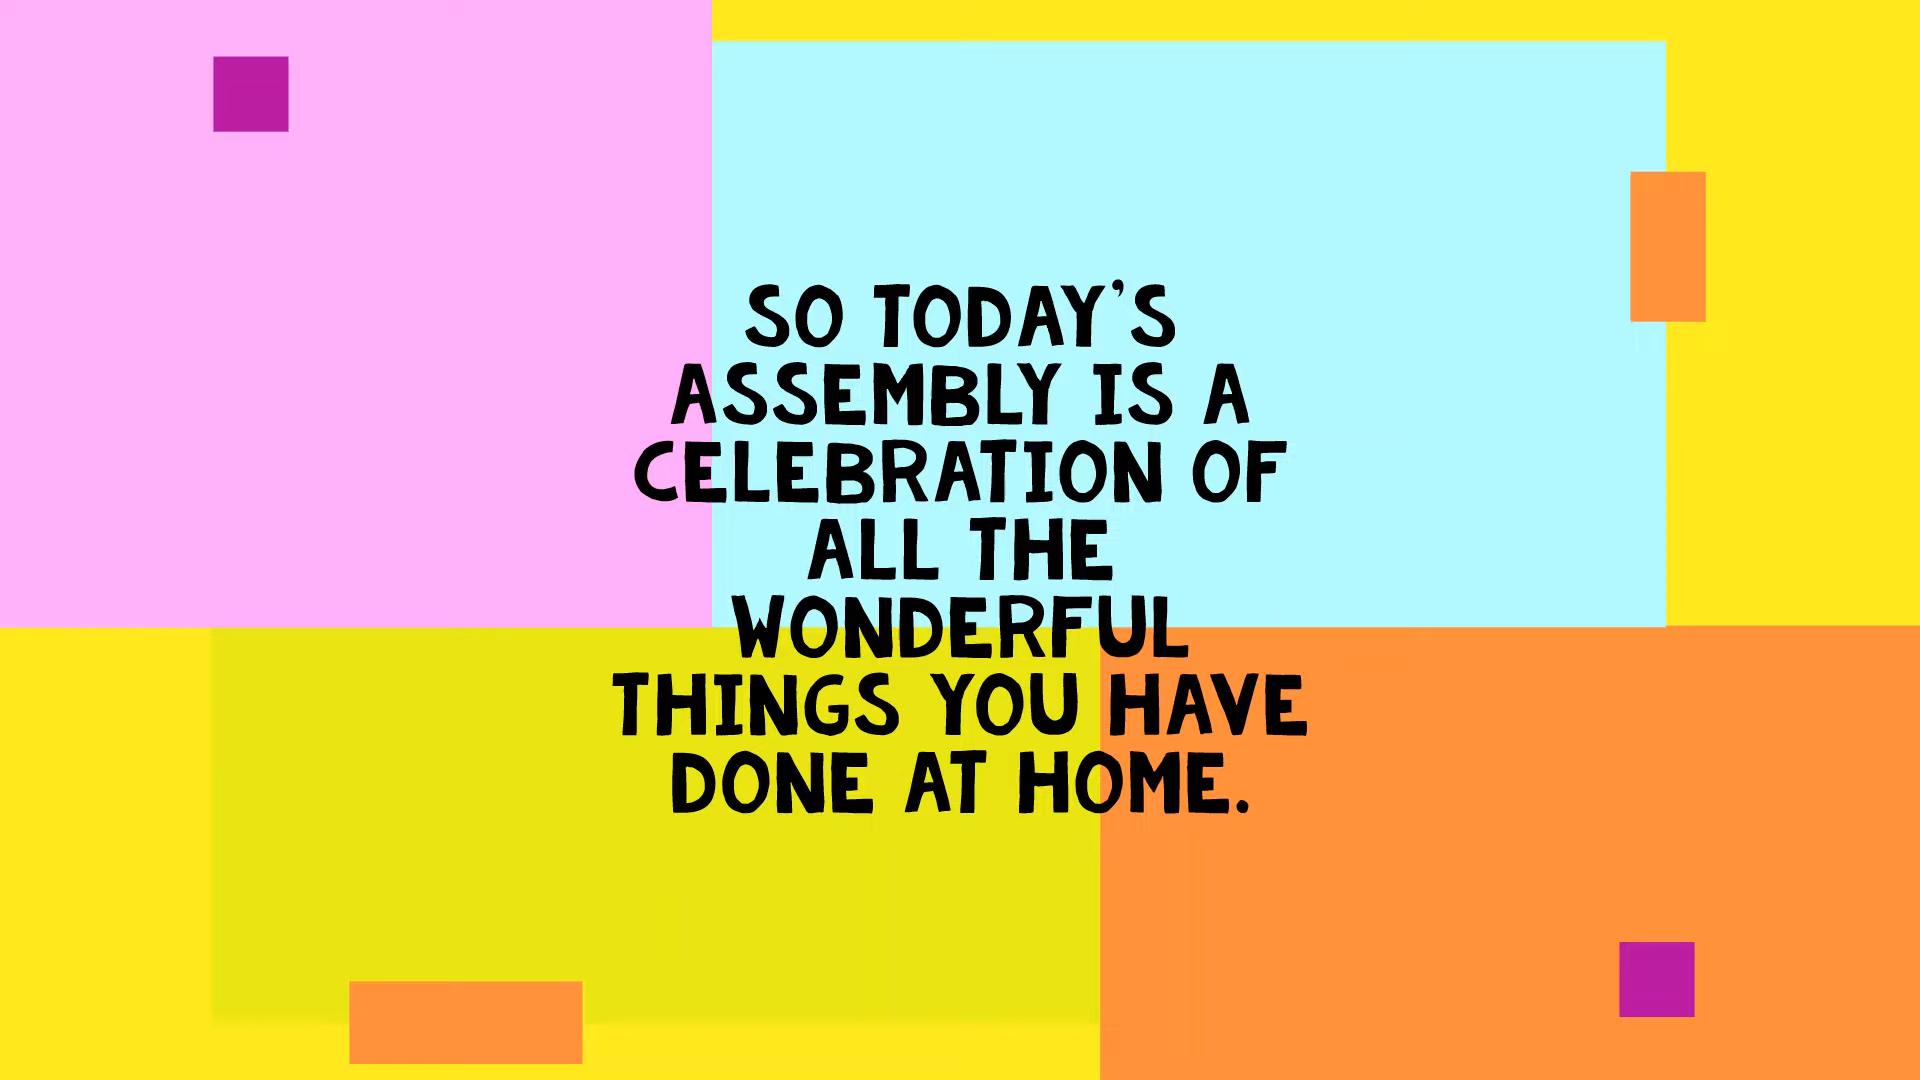 SO TODAY'S
ASSEMBLY IS A
CELEBRATION OF
ALL THE
WONDERFUL
THINGS YOU HAVE
DONE AT HOME.